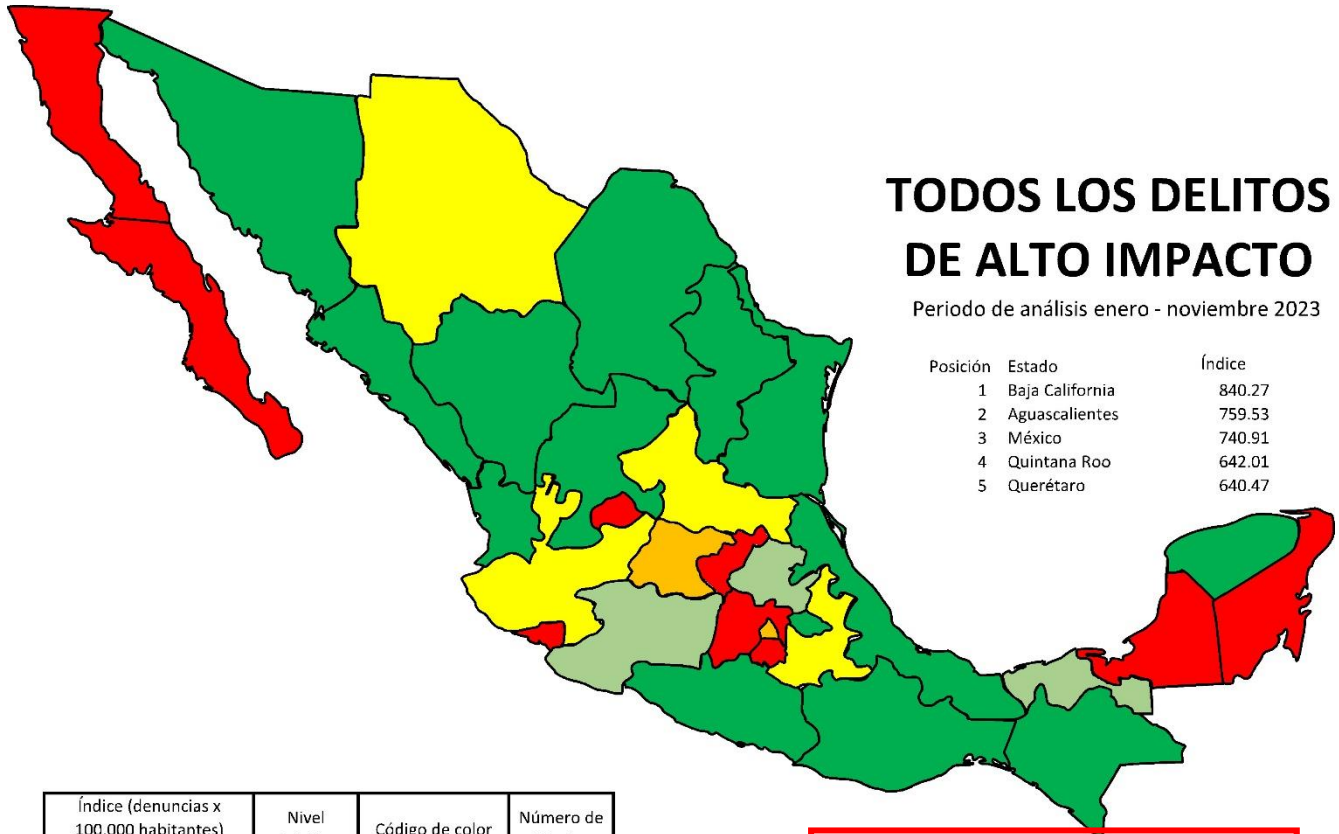 TODOS LOS DELITOS
DE ALTO IMPACTO
Periodo de análisis enero - noviembre 2023
Posición Estado Índice
1 Baja California 840.27
2 Aguascalientes 759.53
3 México 740.91
4 Quintana Roo 642.01
5 Querétaro 640.47
Índice (denuncias x
100,000 habitantes)
Nivel
Código de color
Número de